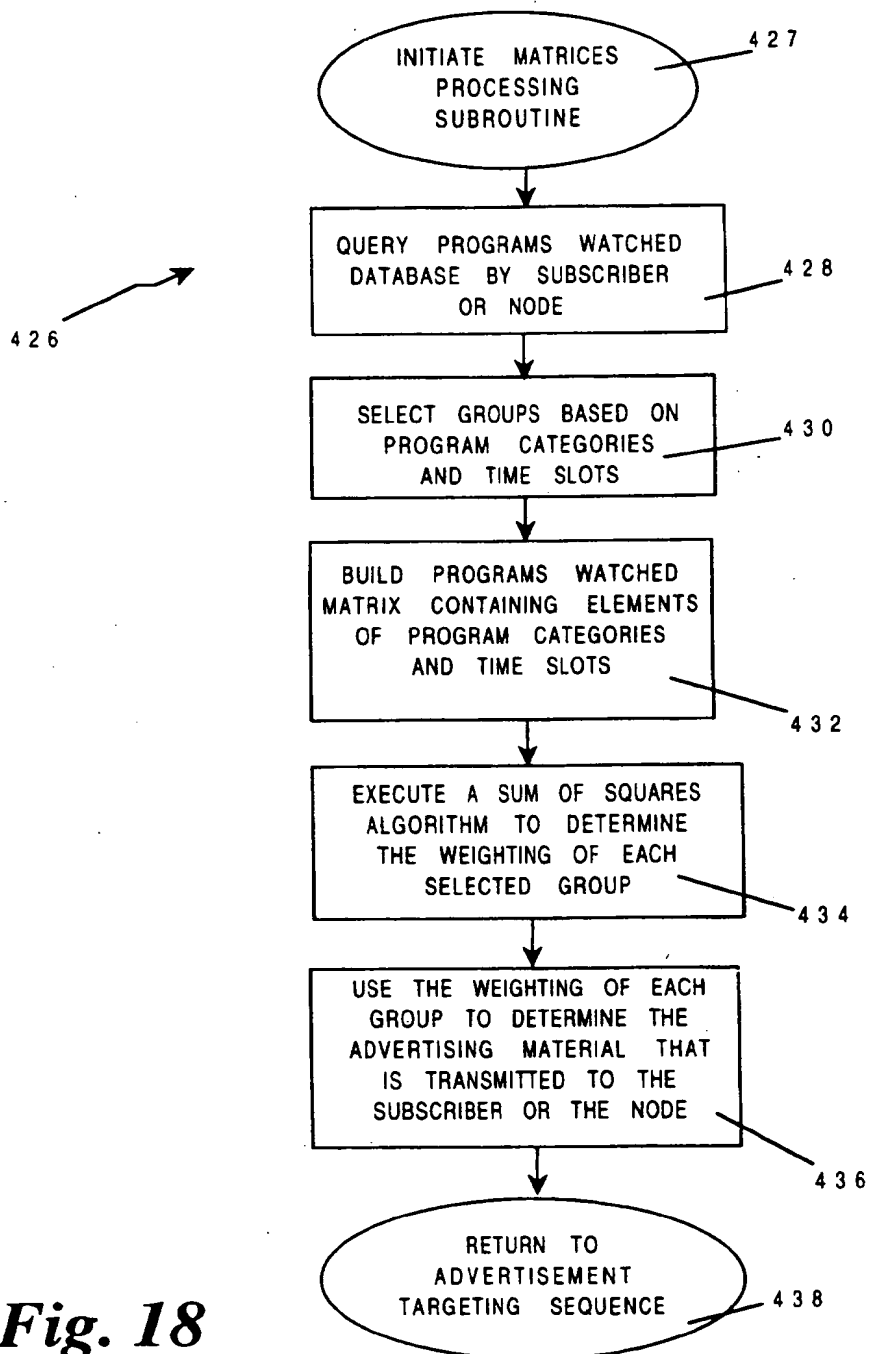 INITIATE MATRICES
PROCESSING
SUBROUTINE
427
QUERY PROGRAMS WATCHED
DATABASE BY SUBSCRIBER
OR NODE
428
426
SELECT GROUPS BASED ON
PROGRAM CATEGORIES
AND TIME SLOTS
430
BUILD PROGRAMS WATCHED
MATRIX CONTAINING ELEMENTS
OF PROGRAM CATEGORIES
AND TIME SLOTS
432
EXECUTE A SUM OF SQUARES
ALGORITHM TO DETERMINE
THE WEIGHTING OF EACH
SELECTED GROUP
434
USE THE WEIGHTING OF EACH
GROUP TO DETERMINE THE
ADVERTISING MATERIAL THAT
IS TRANSMITTED TO THE
SUBSCRIBER OR THE NODE
436
RETURN TO
ADVERTISEMENT
TARGETING SEQUENCE
438
Fig. 18